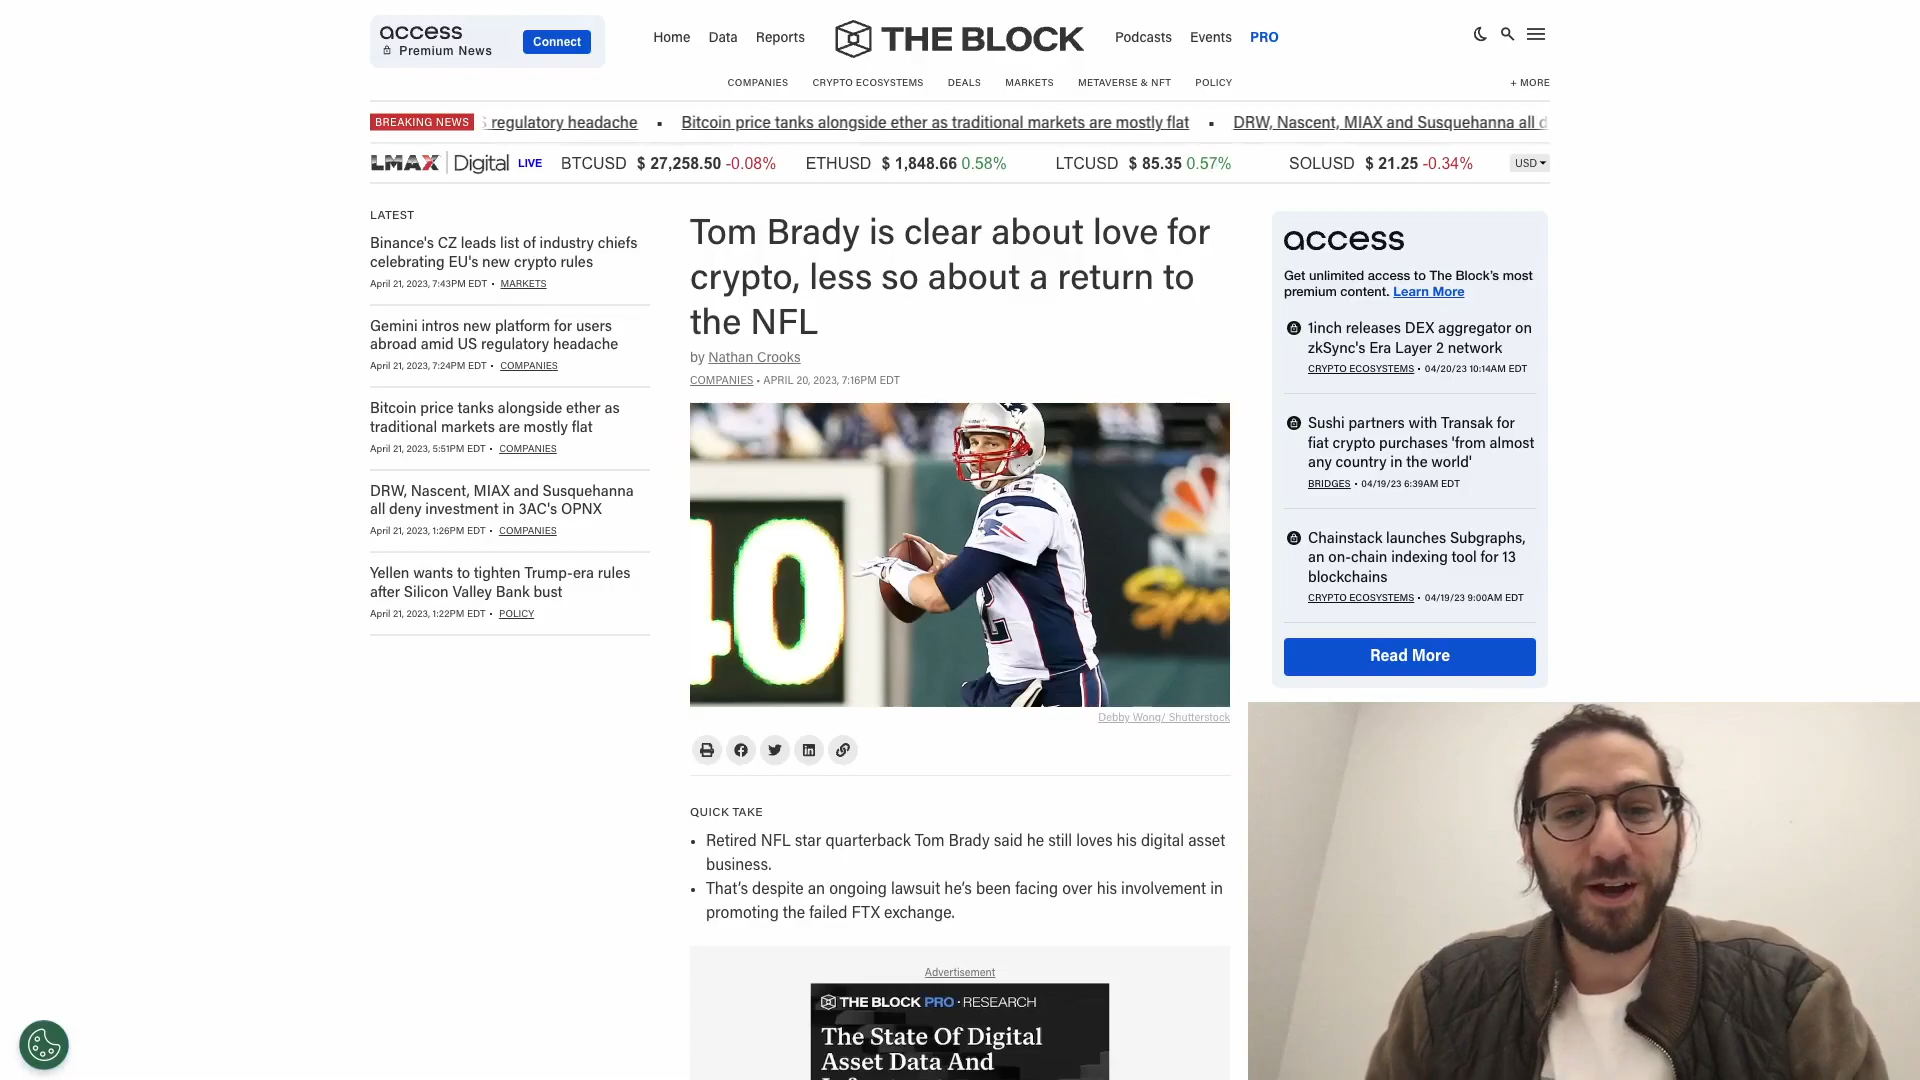 access
Premium News
Connect
Home
Data
Reports
THE BLOCK
Podcasts
Events
PRO
COMPANIES
CRYPTO ECOSYSTEMS
DEALS
MARKETS
METAVERSE & NFT
POLICY
+ MORE
BREAKING NEWS
regulatory headache
Bitcoin price tanks alongside ether as traditional markets are mostly flat
DRW, Nascent, MIAX and Susquehanna all d
LMAX Digital LIVE
BTCUSD $ 27,258.50 -0.08%
ETHUSD $ 1,848.66 0.58%
LTCUSD $ 85.35 0.57%
SOLUSD $ 21.25 -0.34%
USD
LATEST
Binance's CZ leads list of industry chiefs
celebrating EU's new crypto rules
April 21, 2023, 7:43PM EDT • MARKETS
Gemini intros new platform for users
abroad amid US regulatory headache
April 21, 2023, 7:24PM EDT • COMPANIES
Bitcoin price tanks alongside ether as
traditional markets are mostly flat
April 21, 2023, 5:51PM EDT • COMPANIES
DRW, Nascent, MIAX and Susquehanna
all deny investment in 3AC's OPNX
April 21, 2023, 1:26PM EDT • COMPANIES
Yellen wants to tighten Trump-era rules
after Silicon Valley Bank bust
April 21, 2023, 1:22PM EDT • POLICY
Tom Brady is clear about love for
crypto, less so about a return to
the NFL
by Nathan Crooks
COMPANIES • APRIL 20, 2023, 7:16PM EDT
40
12
Debby Wong/ Shutterstock
QUICK TAKE
• Retired NFL star quarterback Tom Brady said he still loves his digital asset
business.
• That’s despite an ongoing lawsuit he’s been facing over his involvement in
promoting the failed FTX exchange.
Advertisement
THE BLOCK PRO · RESEARCH
The State Of Digital
Asset Data And
access
Get unlimited access to The Block's most
premium content. Learn More
1inch releases DEX aggregator on
zkSync's Era Layer 2 network
CRYPTO ECOSYSTEMS • 04/20/23 10:14AM EDT
Sushi partners with Transak for
fiat crypto purchases 'from almost
any country in the world'
BRIDGES • 04/19/23 6:39AM EDT
Chainstack launches Subgraphs,
an on-chain indexing tool for 13
blockchains
CRYPTO ECOSYSTEMS • 04/19/23 9:00AM EDT
Read More